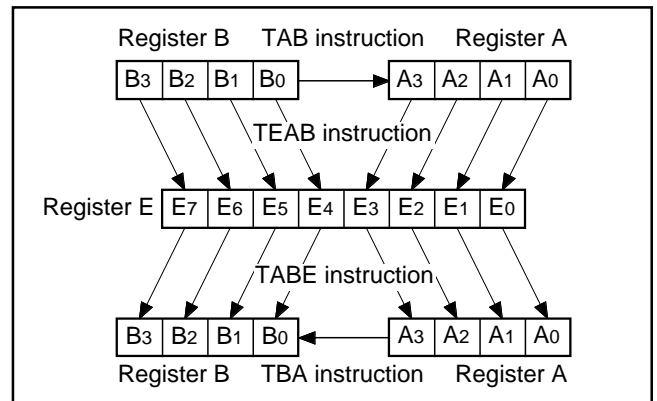 Register B TAB instruction Register A
B3 B2 B1 B0 A3 A2 A1 A0
TEAB instruction
Register E E7 E6 E5 E4 E3 E2 E1 E0
TABE instruction
B3 B2 B1 B0 A3 A2 A1 A0
Register B TBA instruction Register A